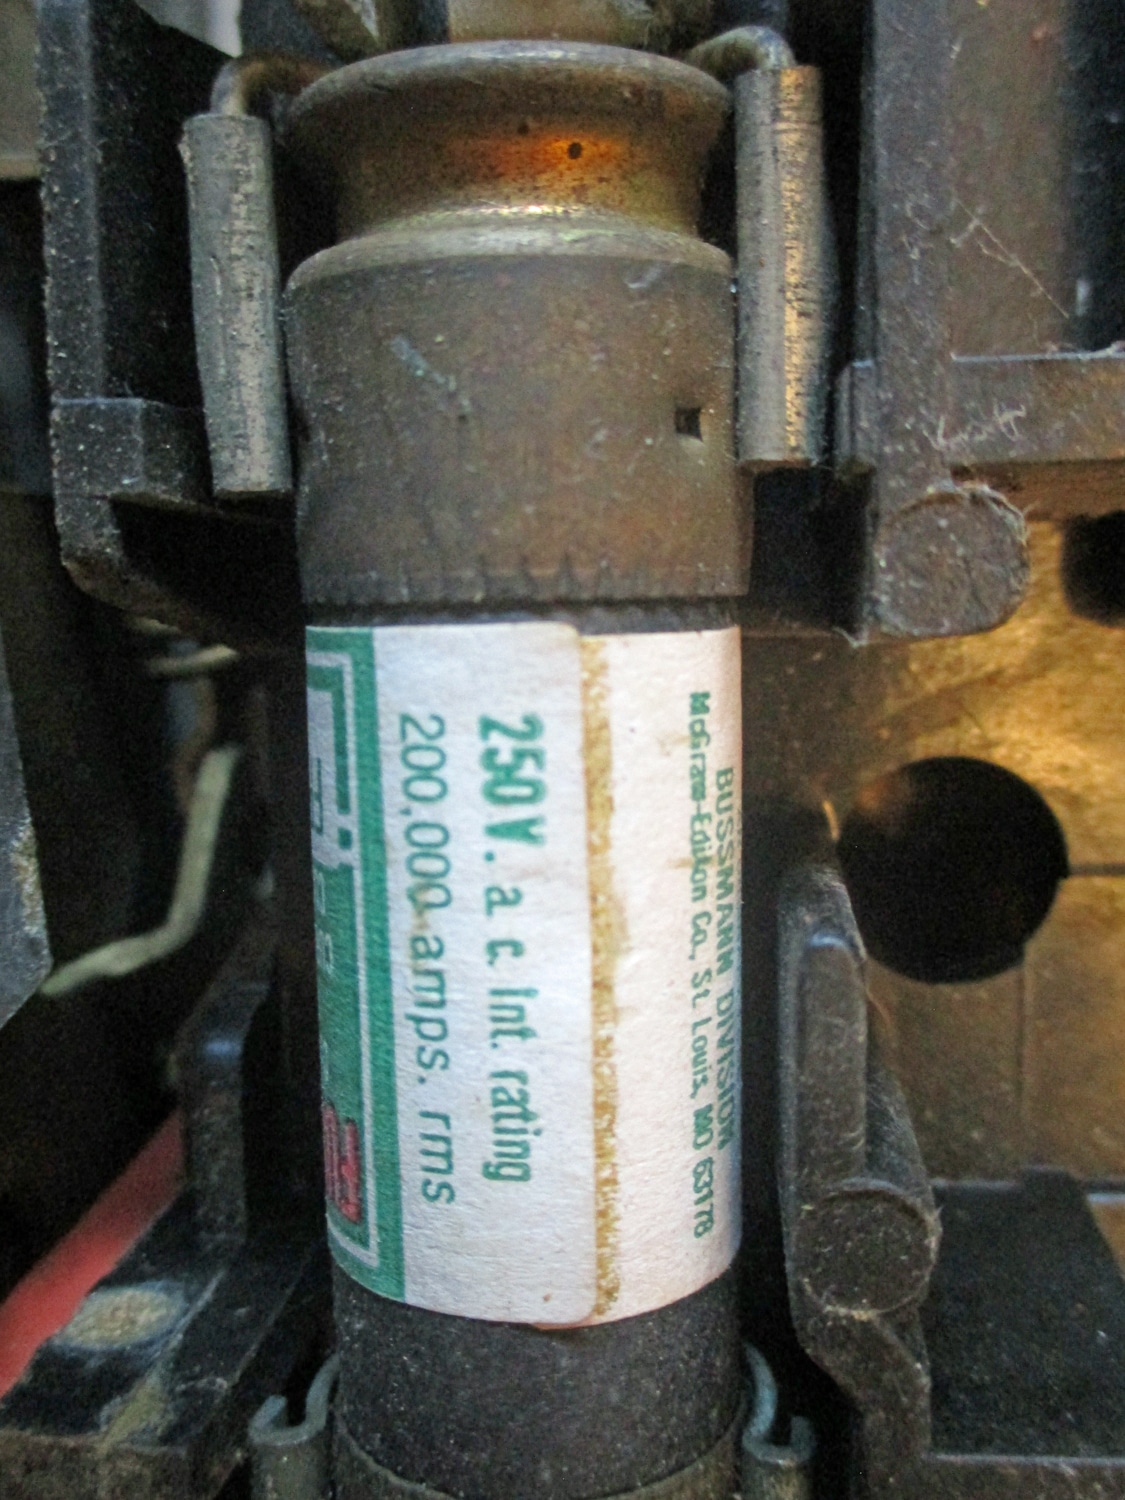 250 V. a c Int. rating
200,000 amps. rms
BUSSMANN DIVISION
McGraw-Edison Co., St. Louis, MO 63178